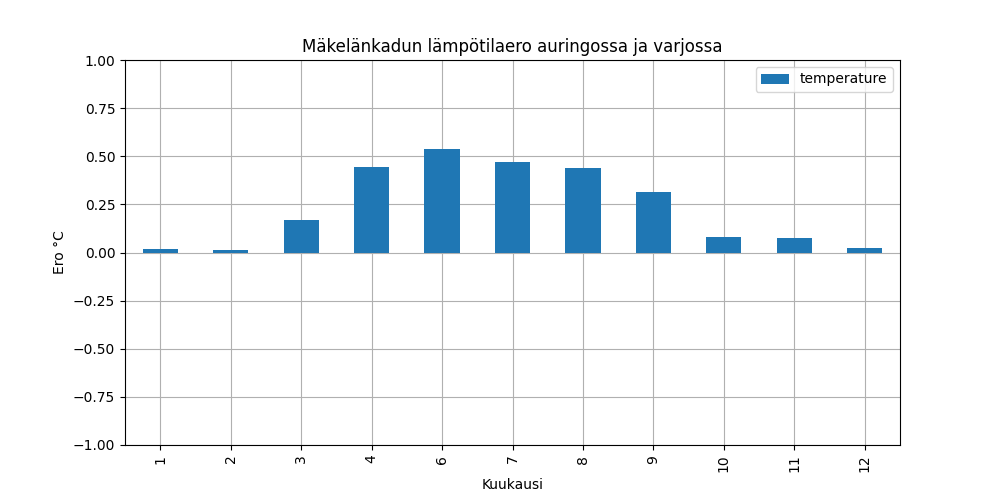 Mäkelänkadun lämpötilaero auringossa ja varjossa
temperature
1.00
0.75
0.50
0.25
0.00
−0.25
−0.50
−0.75
−1.00
Ero °C
1 2 3 4 6 7 8 9 10 11 12
Kuukausi